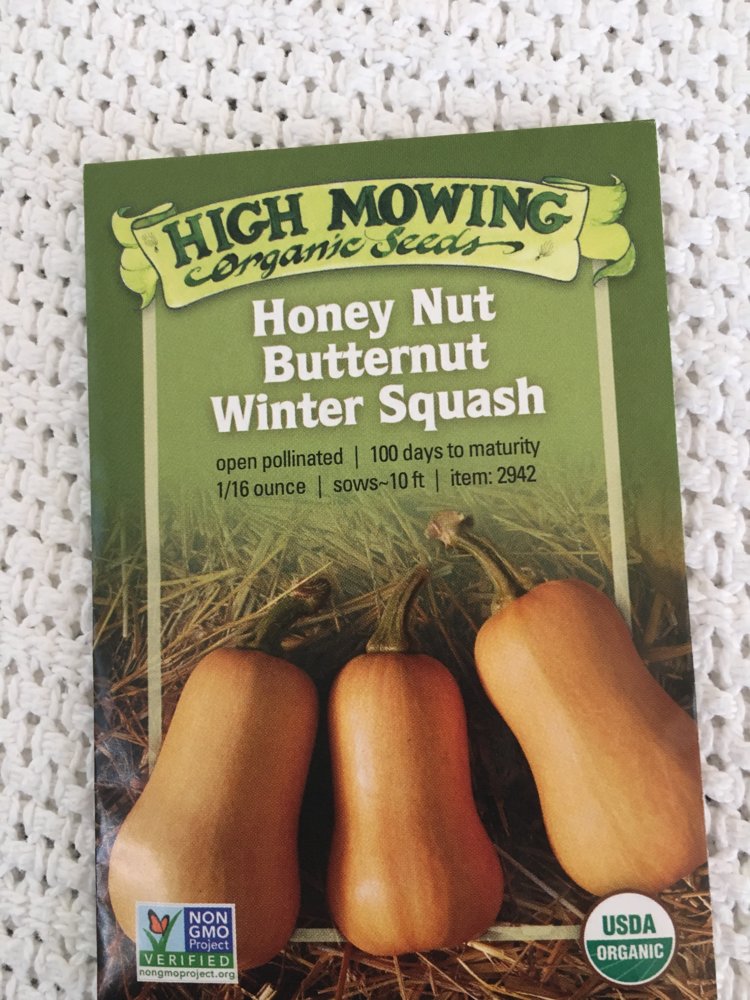 HIGH MOWING
Organic Seeds
Honey Nut
Butternut
Winter Squash
open pollinated | 100 days to maturity
1/16 ounce | sows~10 ft | item: 2942
NON
GMO
Project
VERIFIED
nongmoproject.org
USDA
ORGANIC